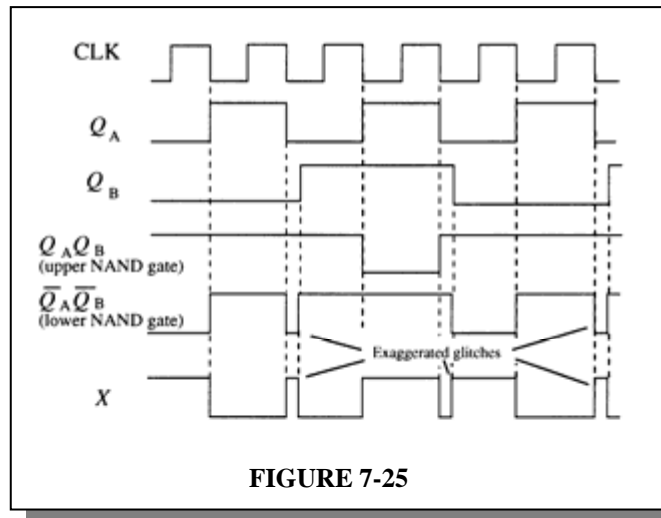 CLK
Q A
Q B
Q A Q B
(upper NAND gate)
Q̅ A Q̅ B
(lower NAND gate)
Exaggerated glitches
X
FIGURE 7-25